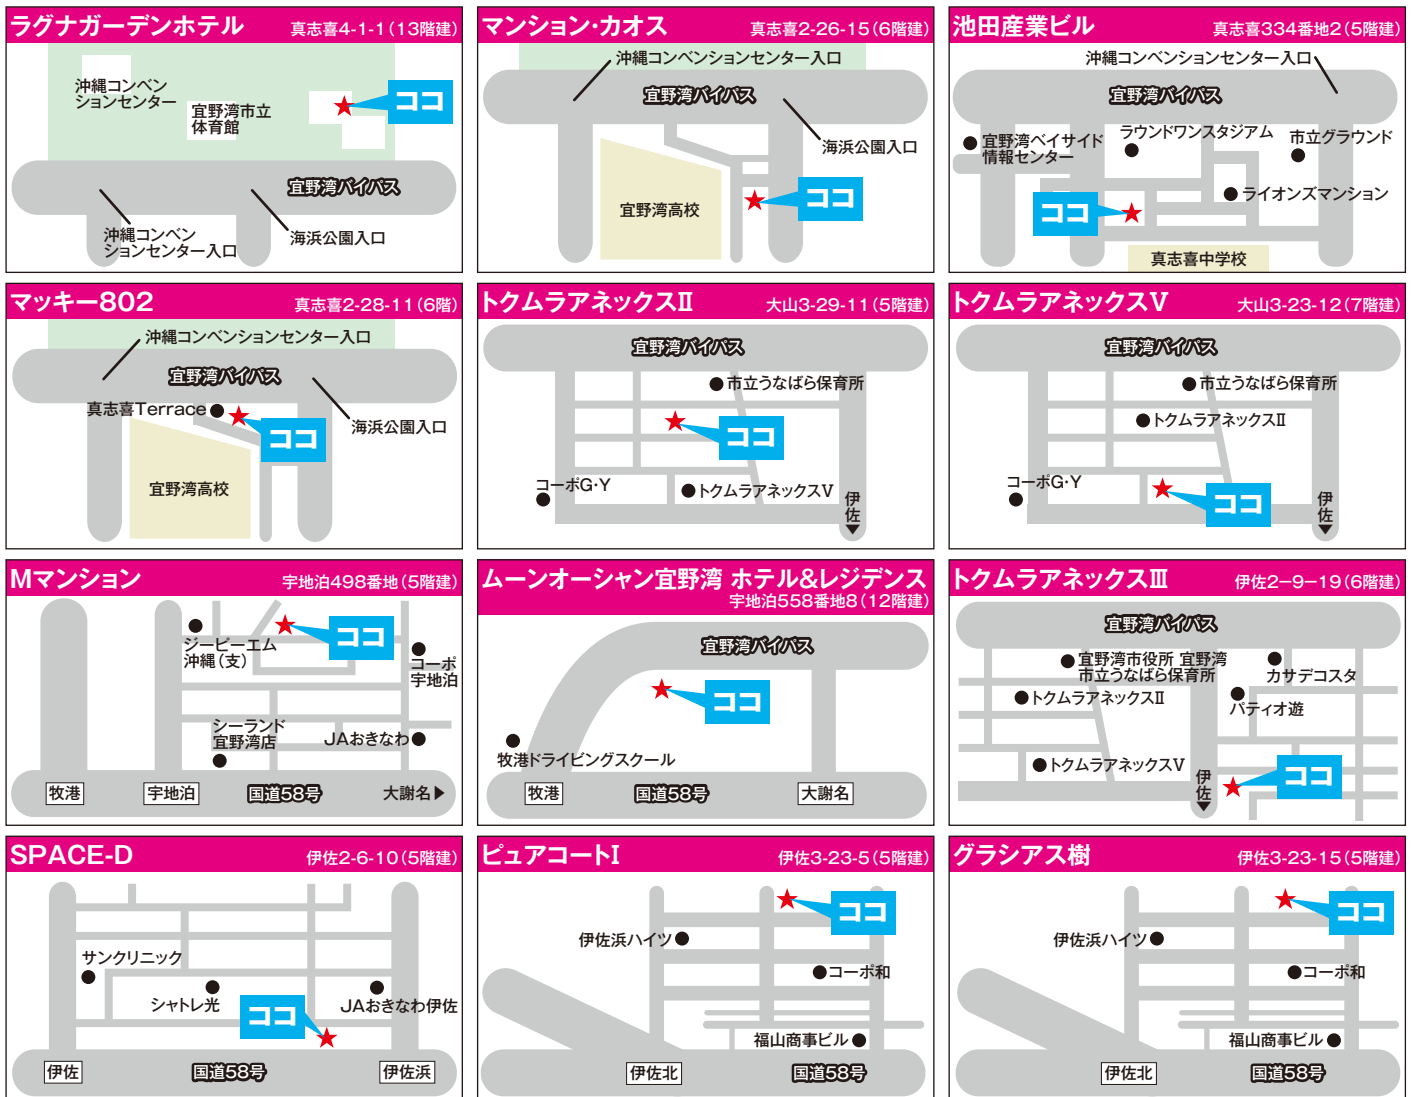 ラグナガーデンホテル 真志喜4-1-1(13階建)
沖縄コンベン
ションセンター
宜野湾市立
体育館
ココ
宜野湾バイパス
沖縄コンベン
ションセンター入口
海浜公園入口
マンション・カオス 真志喜2-26-15(6階建)
沖縄コンベンションセンター入口
宜野湾バイパス
海浜公園入口
宜野湾高校
ココ
池田産業ビル 真志喜334番地2(5階建)
沖縄コンベンションセンター入口
宜野湾バイパス
宜野湾ベイサイド
情報センター
ラウンドワンスタジアム
市立グラウンド
ライオンズマンション
ココ
真志喜中学校
マッキー802 真志喜2-28-11(6階)
沖縄コンベンションセンター入口
宜野湾バイパス
真志喜Terrace
海浜公園入口
ココ
宜野湾高校
トクムラアネックスⅡ 大山3-29-11(5階建)
宜野湾バイパス
市立うなばら保育所
ココ
コーポG・Y
トクムラアネックスⅤ
伊佐▼
トクムラアネックスⅤ 大山3-23-12(7階建)
宜野湾バイパス
市立うなばら保育所
トクムラアネックスⅡ
コーポG・Y
ココ
伊佐▼
Mマンション 宇地泊498番地(5階建)
ジーピーエム
沖縄(支)
ココ
コーポ
宇地泊
シーランド
宜野湾店
JAおきなわ
牧港
宇地泊
国道58号
大謝名▶
ムーンオーシャン宜野湾 ホテル&レジデンス
宇地泊558番地8(12階建)
宜野湾バイパス
ココ
牧港ドライビングスクール
牧港
国道58号
大謝名
トクムラアネックスⅢ 伊佐2−9−19(6階建)
宜野湾バイパス
宜野湾市役所 宜野湾
市立うなばら保育所
カサデコスタ
トクムラアネックスⅡ
パティオ遊
トクムラアネックスⅤ
ココ
伊佐▼
SPACE-D 伊佐2-6-10(5階建)
サンクリニック
シャトレ光
ココ
JAおきなわ伊佐
伊佐
国道58号
伊佐浜
ピュアコートⅠ 伊佐3-23-5(5階建)
ココ
伊佐浜ハイツ
コーポ和
福山商事ビル
伊佐北
国道58号
グラシアス樹 伊佐3-23-15(5階建)
ココ
伊佐浜ハイツ
コーポ和
福山商事ビル
伊佐北
国道58号